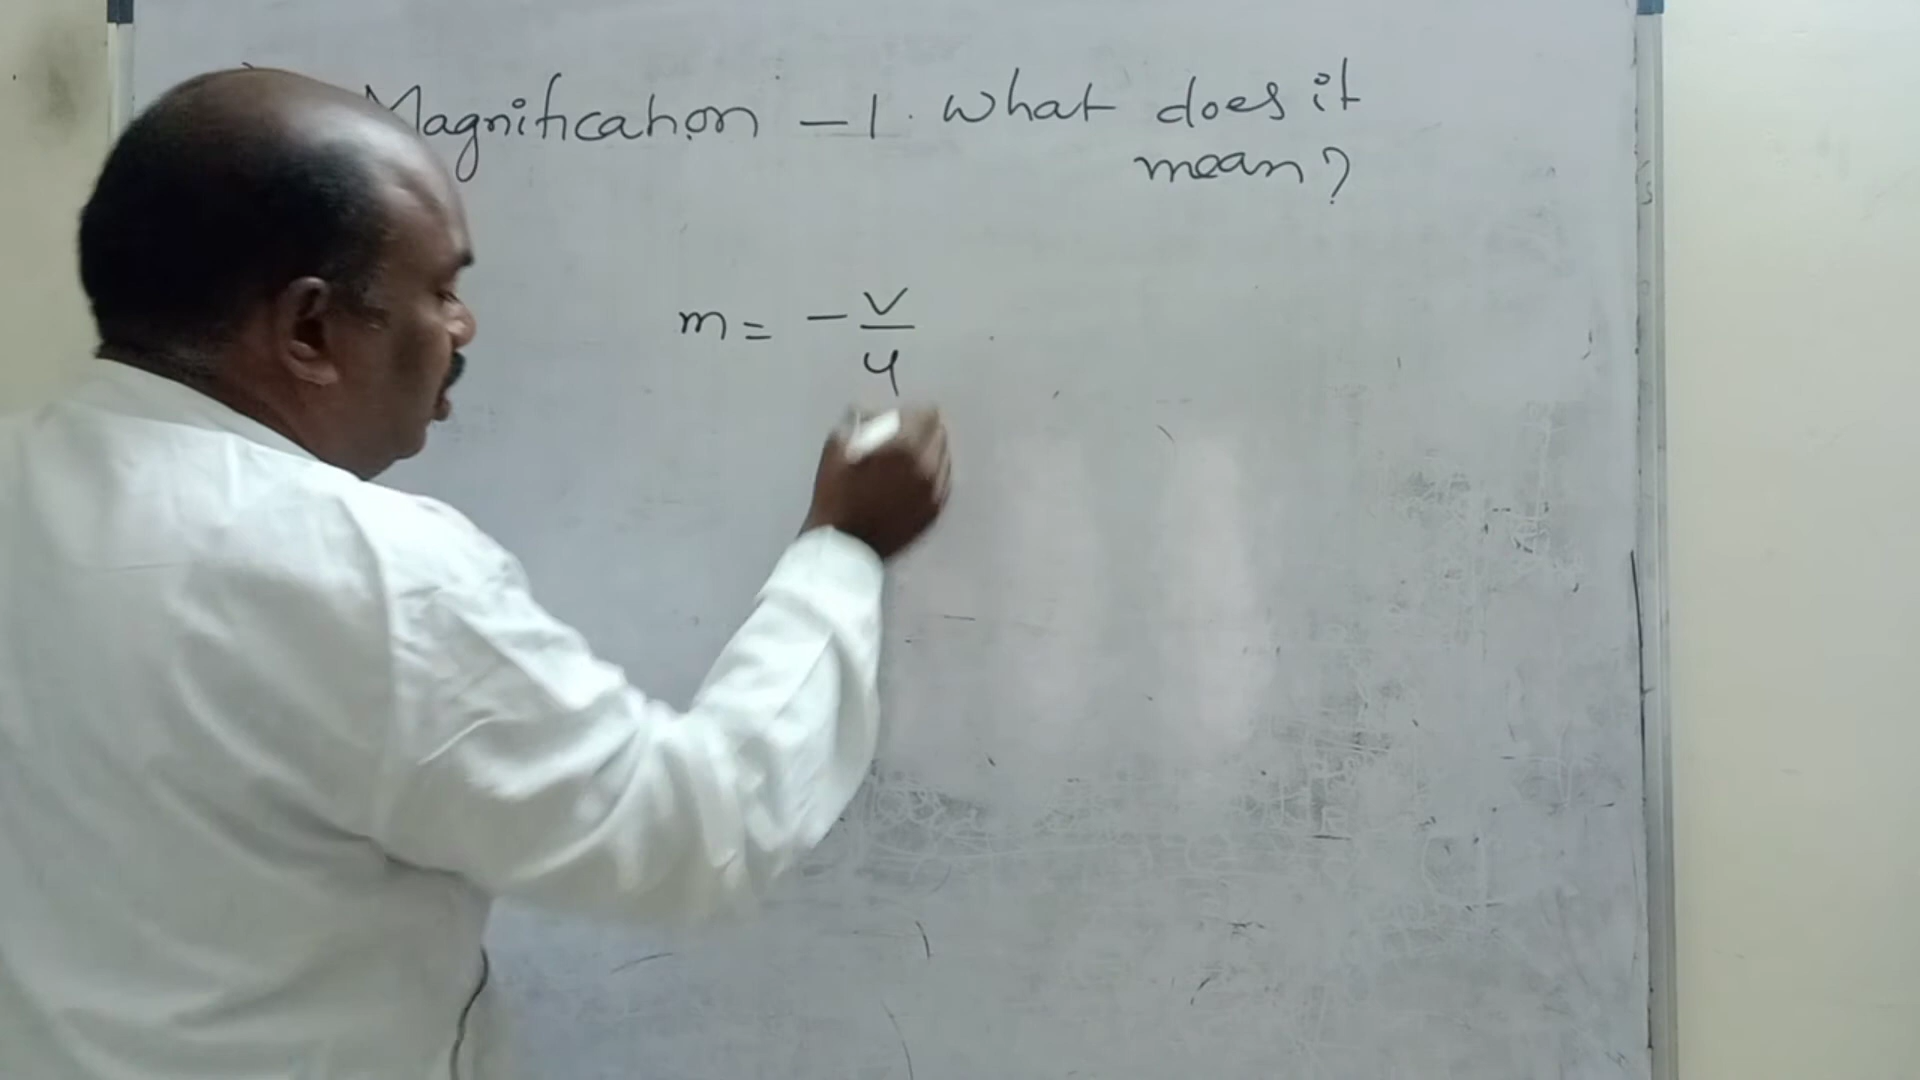 Magnification -1. What does it
mean?
m = - v/u